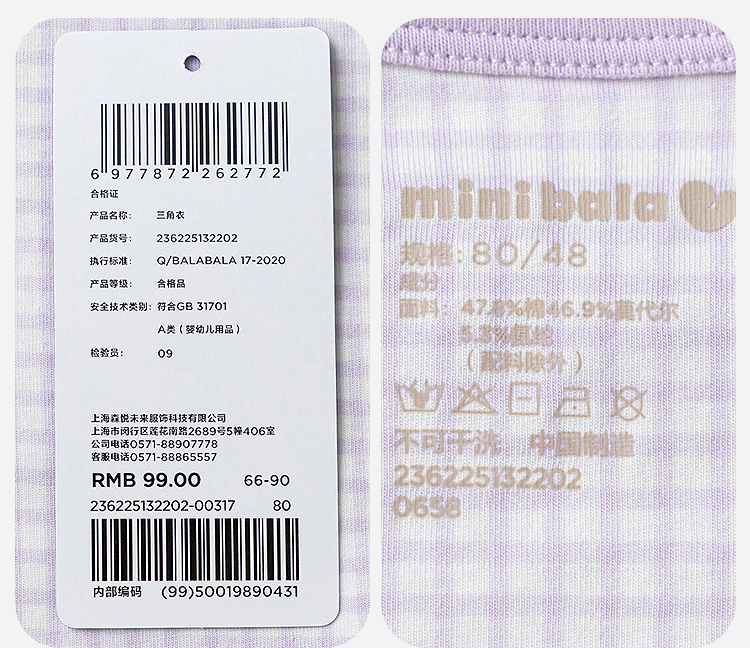 6 977872 262772
合格证
产品名称: 三角衣
产品货号: 236225132202
执行标准: Q/BALABALA 17-2020
产品等级: 合格品
安全技术类别: 符合GB 31701
A类 (婴幼儿用品)
检验员: 09
上海森悦未来服饰科技有限公司
上海市闵行区莲花南路2689号5幢406室
公司电话0571-88907778
客服电话0571-88865557
RMB 99.00 66-90
236225132202-00317 80
内部编码 (99)50019890431
mini bala
规格: 80/48
成分
面料: 47.8%棉46.9%莫代尔
5.3%氨纶
(配料除外)
不可干洗 中国制造
236225132202
0658